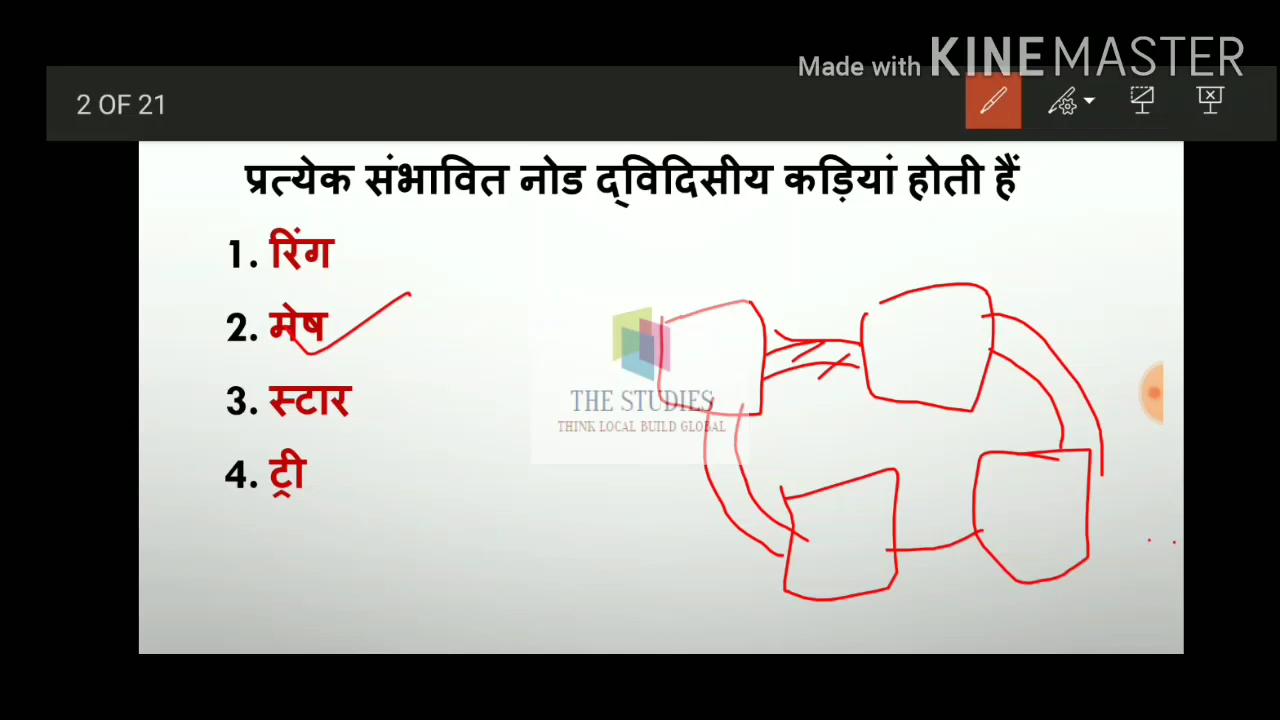 Made with KINEMASTER
2 OF 21
प्रत्येक संभावित नोड द्विदिसीय कड़ियां होती हैं
1. रिंग
2. मेष
3. स्टार
4. ट्री
THE STUDIES
THINK LOCAL BUILD GLOBAL